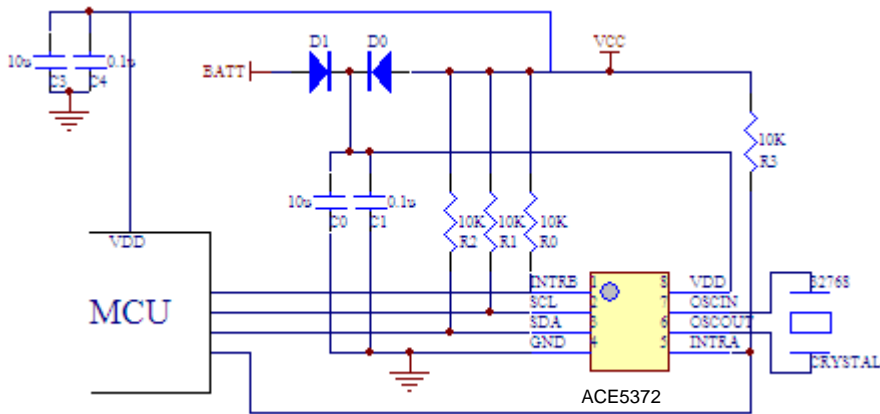 D1 D0 VCC
10u 0.1u
C3 C4
BATT
10K
R3
10u 0.1u 10K 10K 10K
C0 C1 R2 R1 R0
VDD
MCU
INTRB 1 8 VDD 32768
SCL 2 7 OSCIN
SDA 3 6 OSCOUT
GND 4 5 INTRA
CRYSTAL
ACE5372